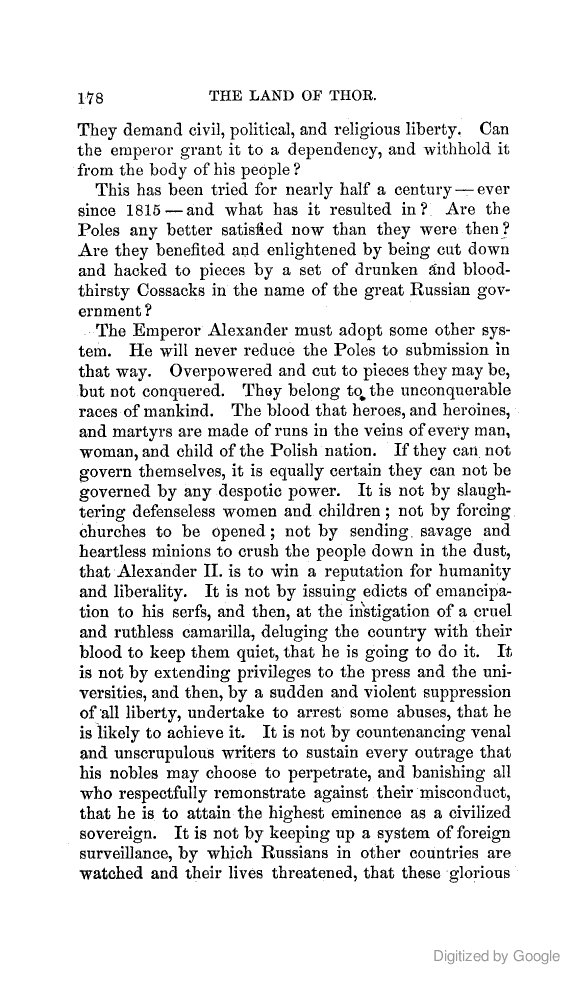 178 THE LAND OF THOR.
They demand civil, political, and religious liberty. Can
the emperor grant it to a dependency, and withhold it
from the body of his people?
This has been tried for nearly half a century — ever
since 1815 — and what has it resulted in? Are the
Poles any better satisfied now than they were then?
Are they benefited and enlightened by being cut down
and hacked to pieces by a set of drunken and blood-
thirsty Cossacks in the name of the great Russian gov-
ernment?
The Emperor Alexander must adopt some other sys-
tem. He will never reduce the Poles to submission in
that way. Overpowered and cut to pieces they may be,
but not conquered. They belong to the unconquerable
races of mankind. The blood that heroes, and heroines,
and martyrs are made of runs in the veins of every man,
woman, and child of the Polish nation. If they can not
govern themselves, it is equally certain they can not be
governed by any despotic power. It is not by slaugh-
tering defenseless women and children; not by forcing
churches to be opened; not by sending savage and
heartless minions to crush the people down in the dust,
that Alexander II. is to win a reputation for humanity
and liberality. It is not by issuing edicts of emancipa-
tion to his serfs, and then, at the instigation of a cruel
and ruthless camarilla, deluging the country with their
blood to keep them quiet, that he is going to do it. It
is not by extending privileges to the press and the uni-
versities, and then, by a sudden and violent suppression
of all liberty, undertake to arrest some abuses, that he
is likely to achieve it. It is not by countenancing venal
and unscrupulous writers to sustain every outrage that
his nobles may choose to perpetrate, and banishing all
who respectfully remonstrate against their misconduct,
that he is to attain the highest eminence as a civilized
sovereign. It is not by keeping up a system of foreign
surveillance, by which Russians in other countries are
watched and their lives threatened, that these glorious
Digitized by Google